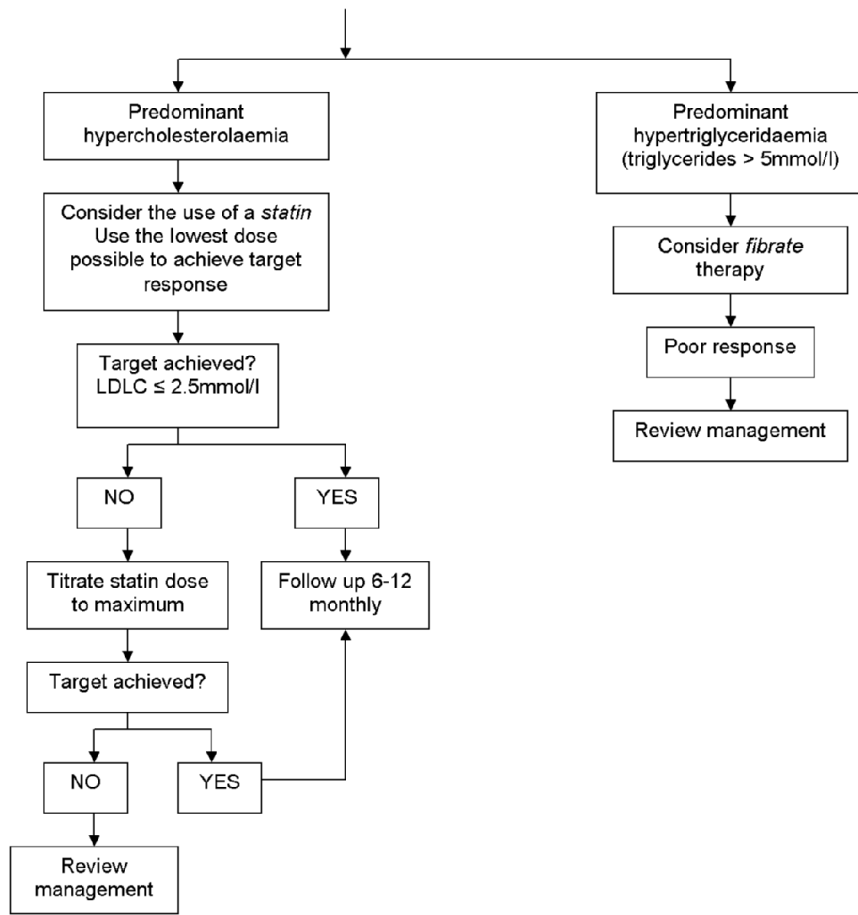 Predominant
hypercholesterolaemia
Predominant
hypertriglyceridaemia
(triglycerides > 5mmol/l)
Consider the use of a statin
Use the lowest dose
possible to achieve target
response
Consider fibrate
therapy
Target achieved?
LDLC ≤ 2.5mmol/l
Poor response
Review management
NO
YES
Titrate statin dose
to maximum
Follow up 6-12
monthly
Target achieved?
NO
YES
Review
management